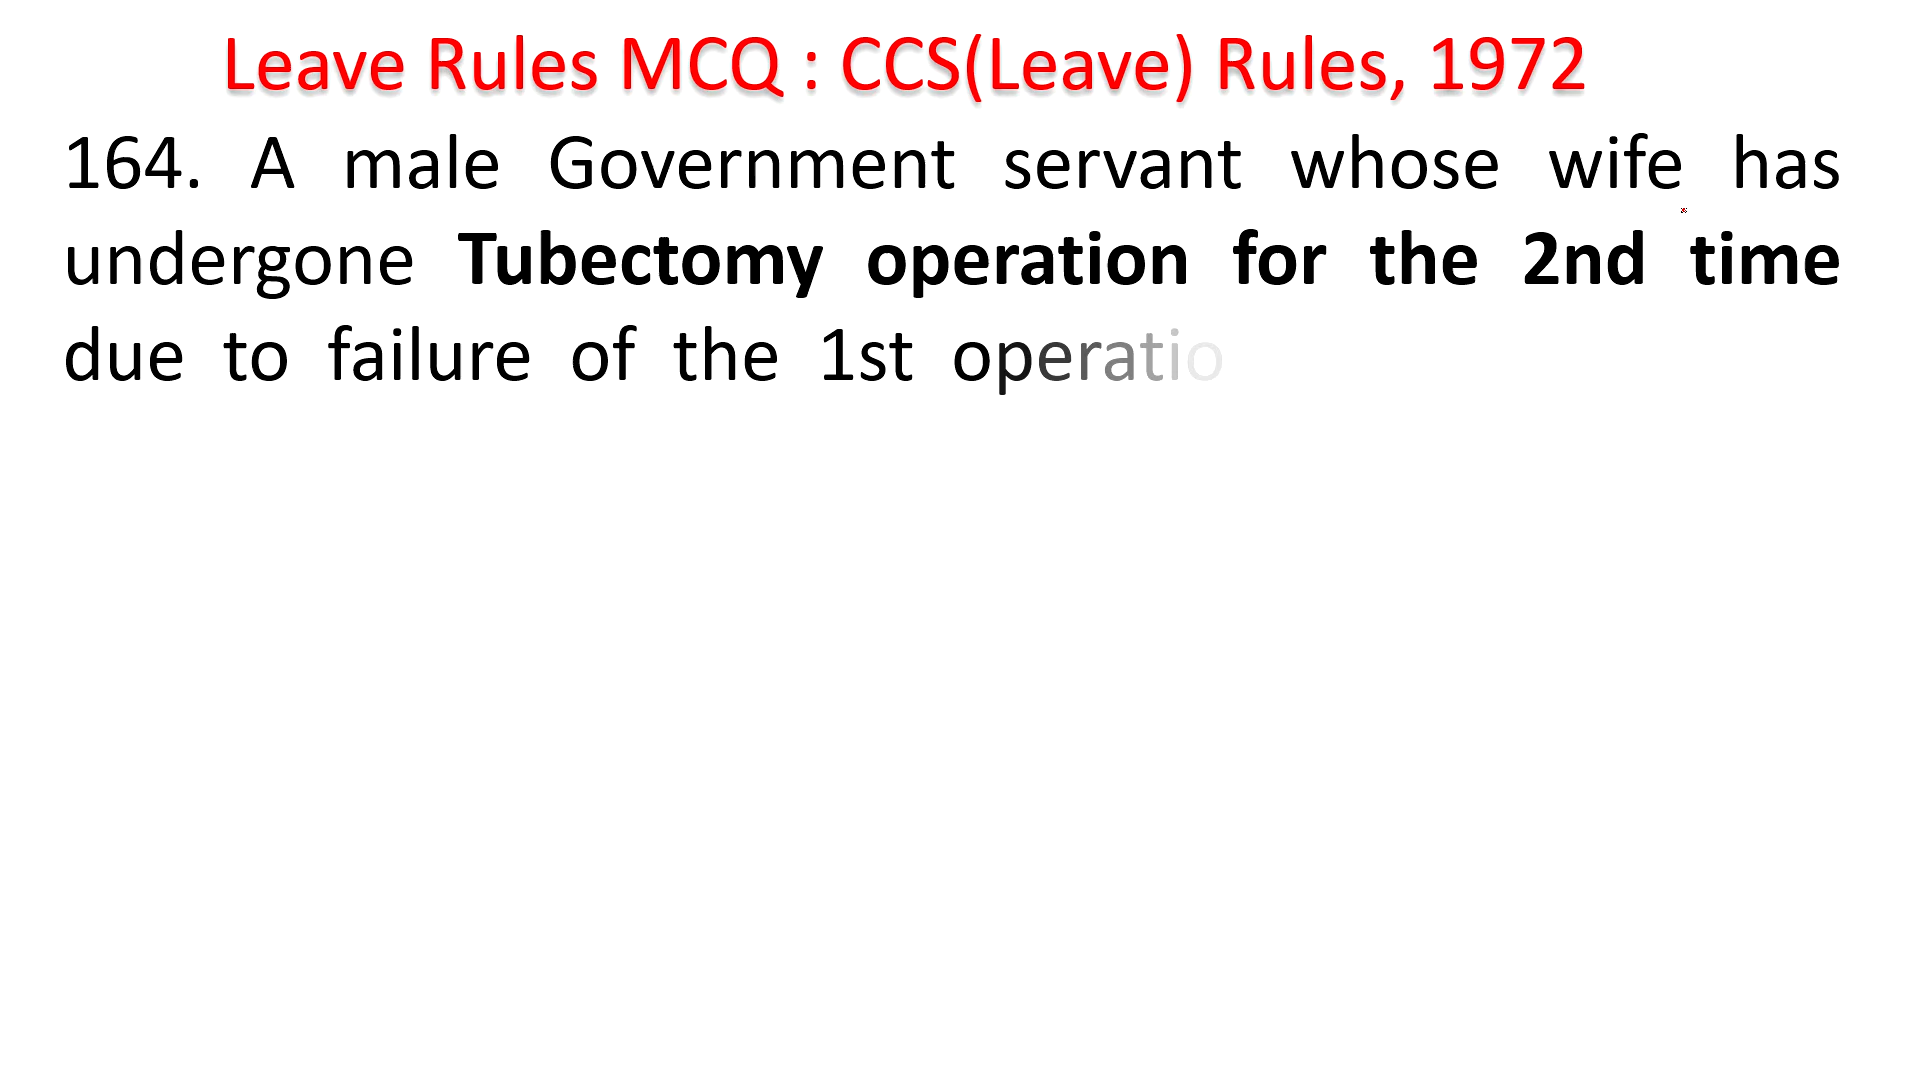 Leave Rules MCQ : CCS(Leave) Rules, 1972
164. A male Government servant whose wife has
undergone Tubectomy operation for the 2nd time
due to failure of the 1st operatio